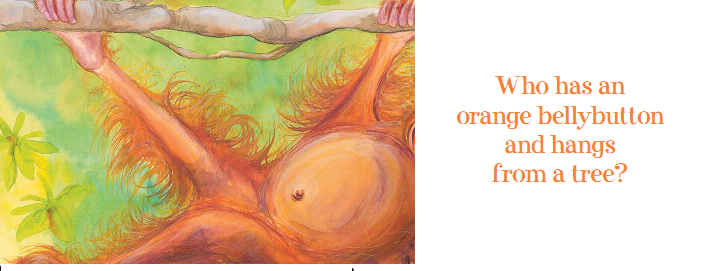 Who has an
orange bellybutton
and hangs
from a tree?